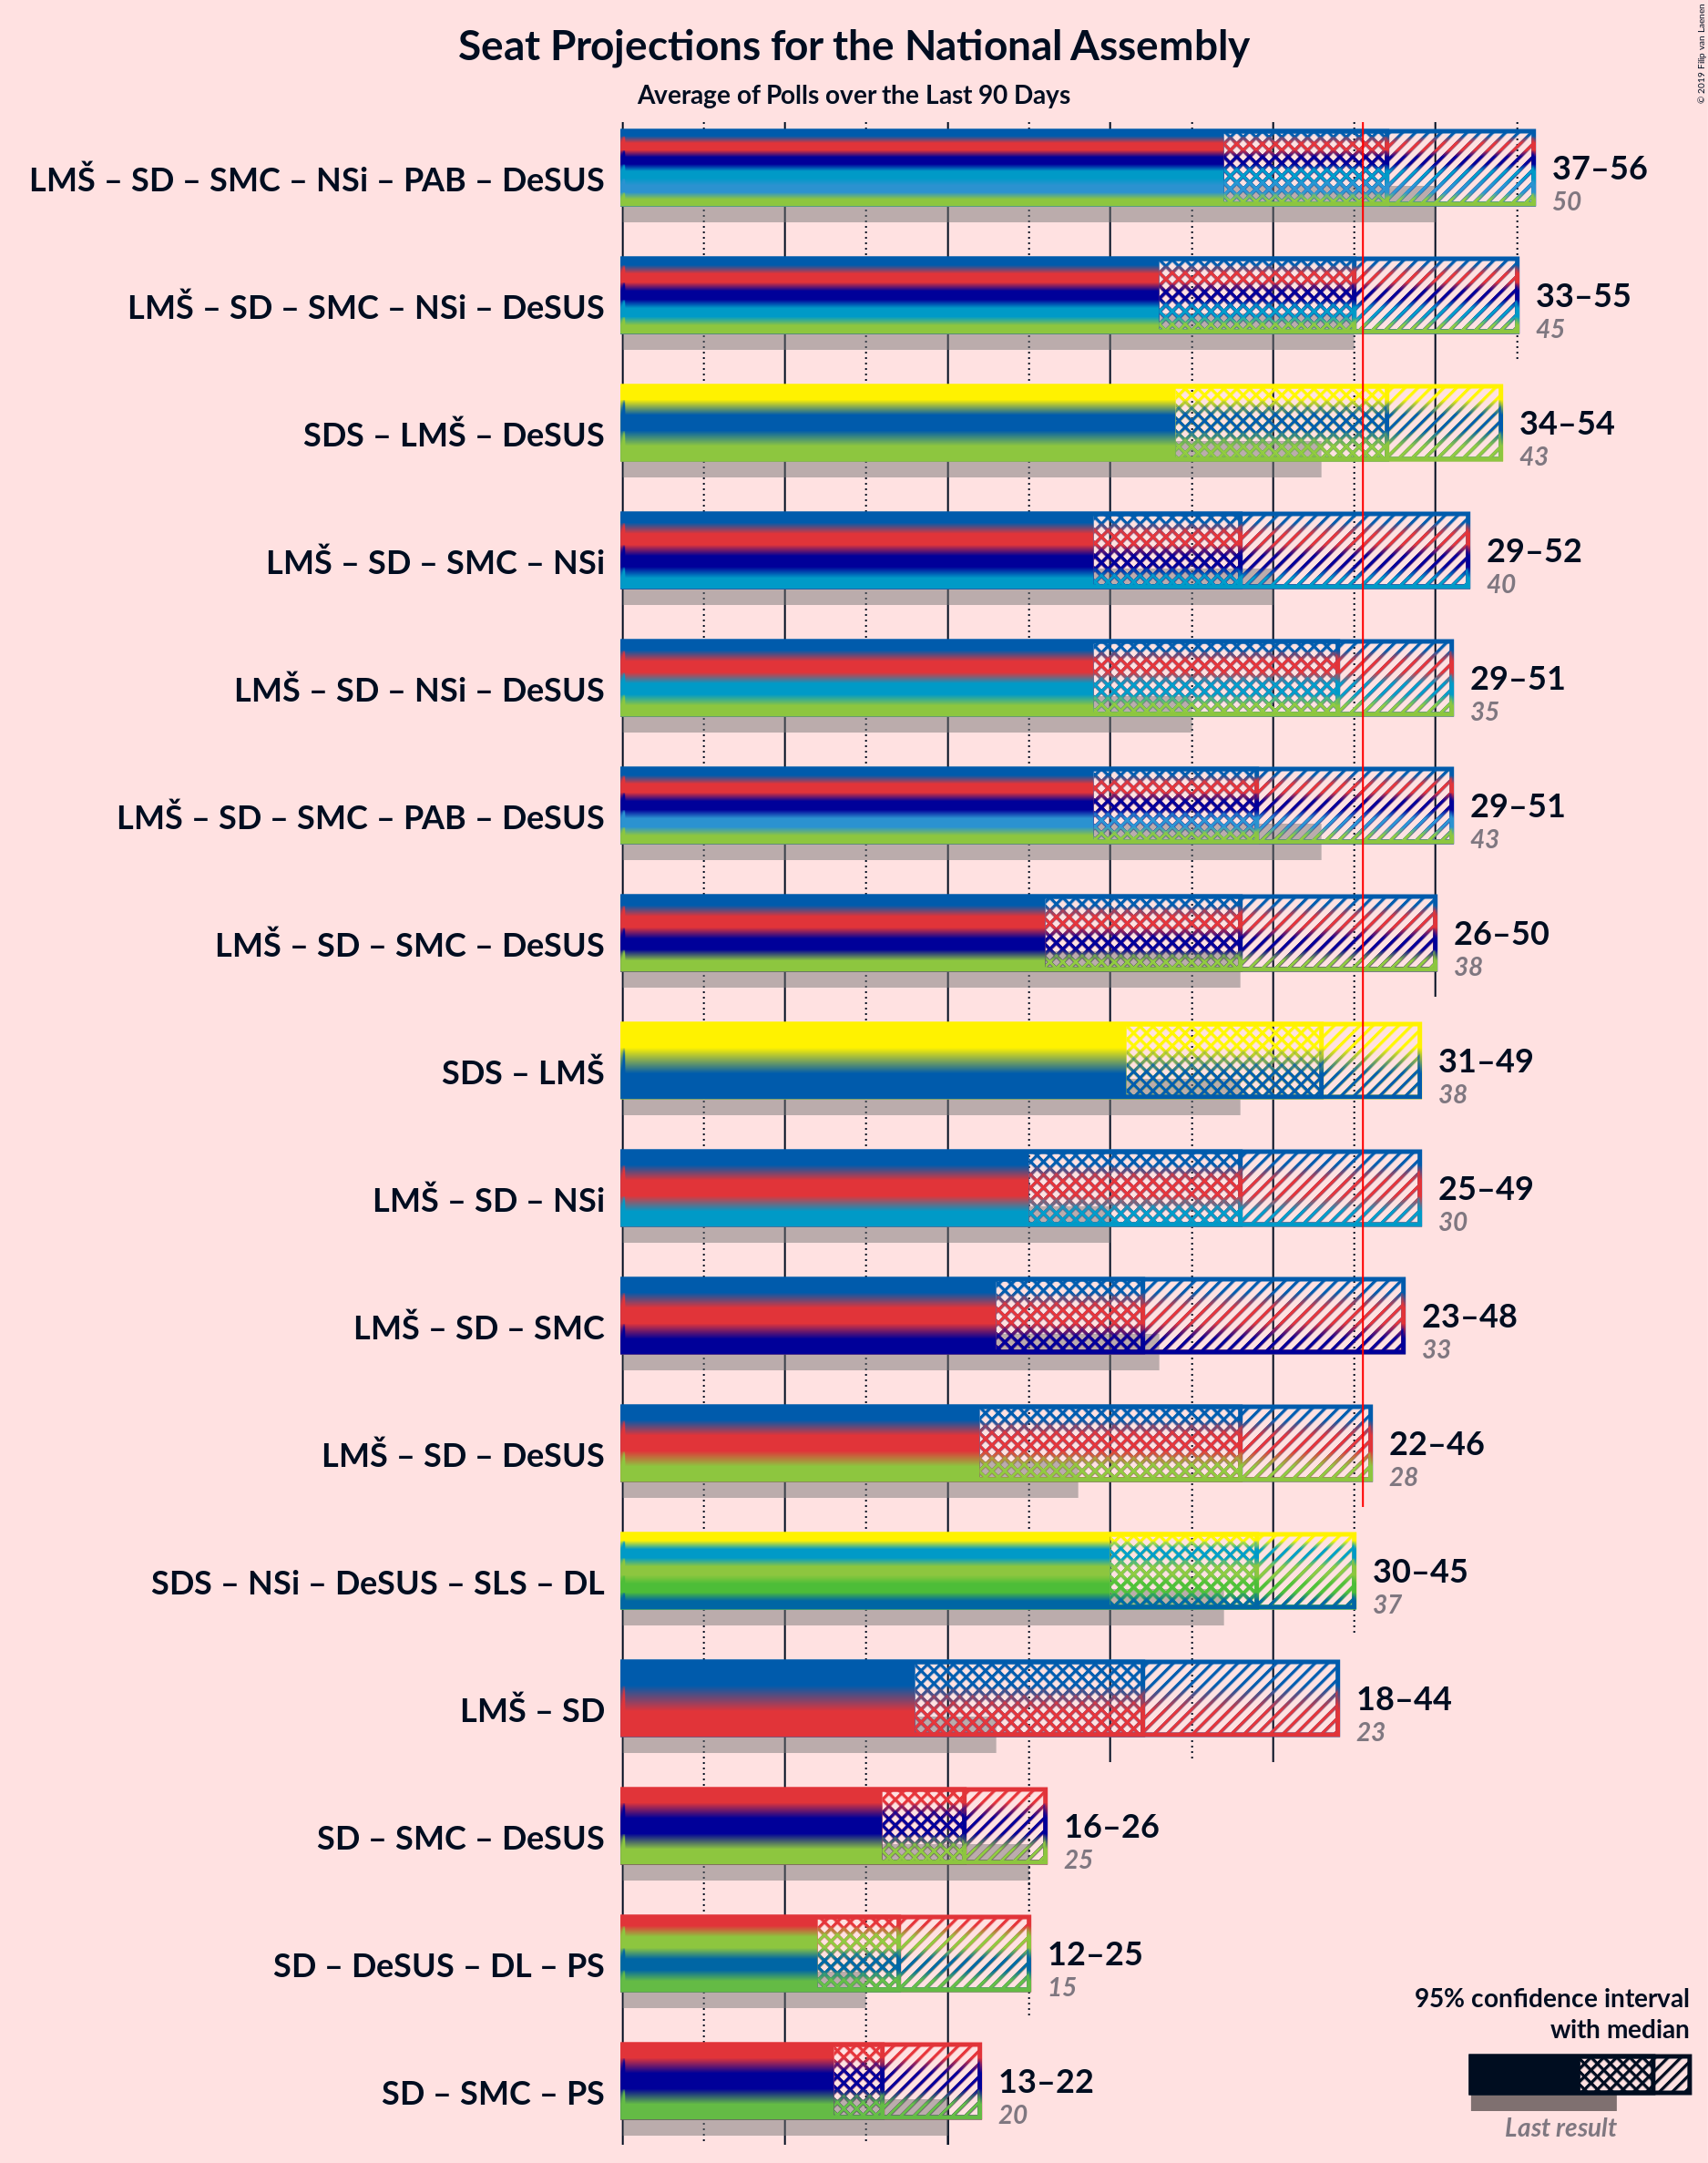 Seat Projections for the National Assembly
Average of Polls over the Last 90 Days
© 2019 Filip van Laenen
LMŠ – SD – SMC – NSi – PAB – DeSUS
37–56
50
LMŠ – SD – SMC – NSi – DeSUS
33–55
45
SDS – LMŠ – DeSUS
34–54
43
LMŠ – SD – SMC – NSi
29–52
40
LMŠ – SD – NSi – DeSUS
29–51
35
LMŠ – SD – SMC – PAB – DeSUS
29–51
43
LMŠ – SD – SMC – DeSUS
26–50
38
SDS – LMŠ
31–49
38
LMŠ – SD – NSi
25–49
30
LMŠ – SD – SMC
23–48
33
LMŠ – SD – DeSUS
22–46
28
SDS – NSi – DeSUS – SLS – DL
30–45
37
LMŠ – SD
18–44
23
SD – SMC – DeSUS
16–26
25
SD – DeSUS – DL – PS
12–25
15
SD – SMC – PS
13–22
20
95% confidence interval
with median
Last result